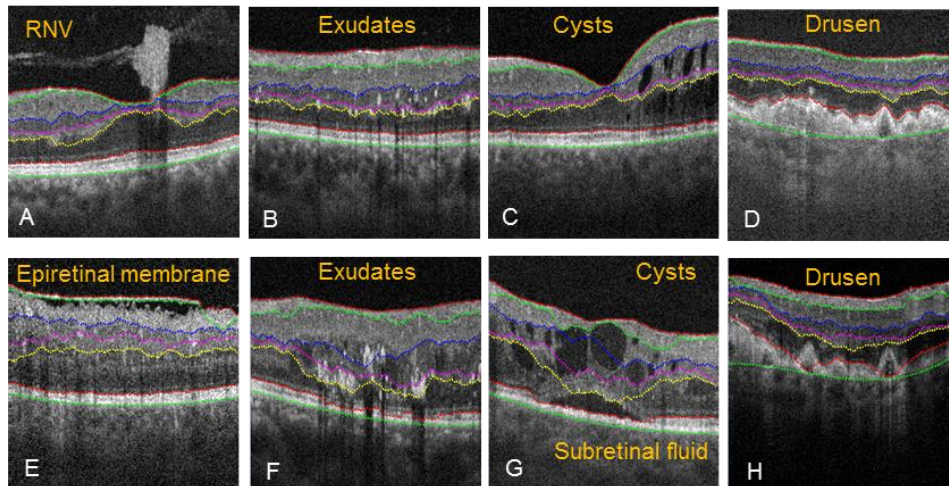 RNV
Exudates
Cysts
Drusen
A
B
C
D
Epiretinal membrane
Exudates
Cysts
Drusen
Subretinal fluid
E
F
G
H